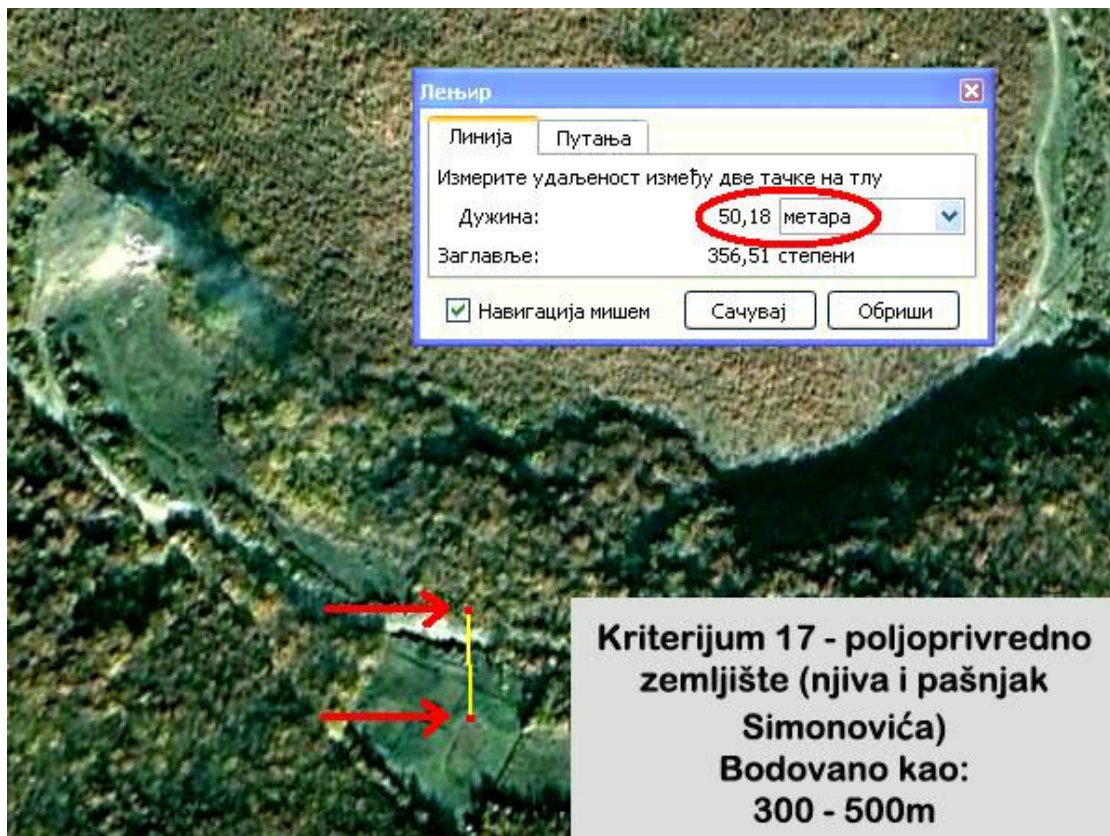 Лењир
Линија Путања
Измерите удаљеност између две тачке на тлу
Дужина: 50,18 метара
Заглавље: 356,51 степени
Навигација мишем Сачувај Обриши
Kriterijum 17 - poljoprivredno
zemljište (njiva i pašnjak
Simonovića)
Bodovano kao:
300 - 500m